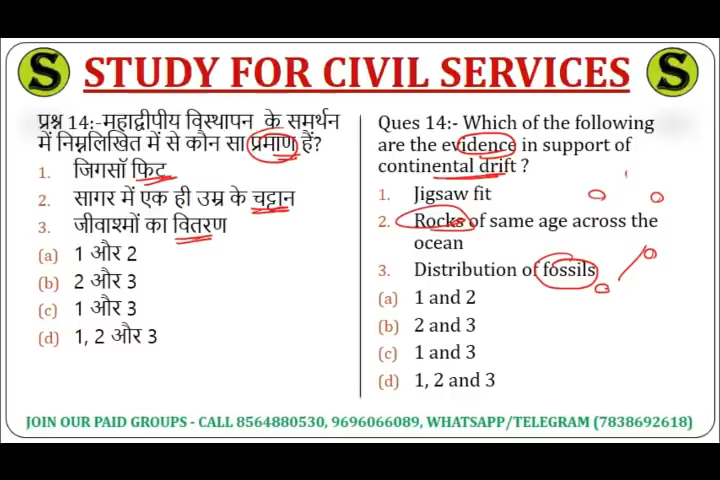 S STUDY FOR CIVIL SERVICES S
प्रश्न 14:-महाद्वीपीय विस्थापन के समर्थन
में निम्नलिखित में से कौन सा प्रमाण हैं?
1. जिगसॉ फिट
2. सागर में एक ही उम्र के चट्टान
3. जीवाश्मों का वितरण
(a) 1 और 2
(b) 2 और 3
(c) 1 और 3
(d) 1, 2 और 3
Ques 14:- Which of the following
are the evidence in support of
continental drift ?
1. Jigsaw fit
2. Rocks of same age across the
ocean
3. Distribution of fossils
(a) 1 and 2
(b) 2 and 3
(c) 1 and 3
(d) 1, 2 and 3
JOIN OUR PAID GROUPS - CALL 8564880530, 9696066089, WHATSAPP/TELEGRAM (7838692618)